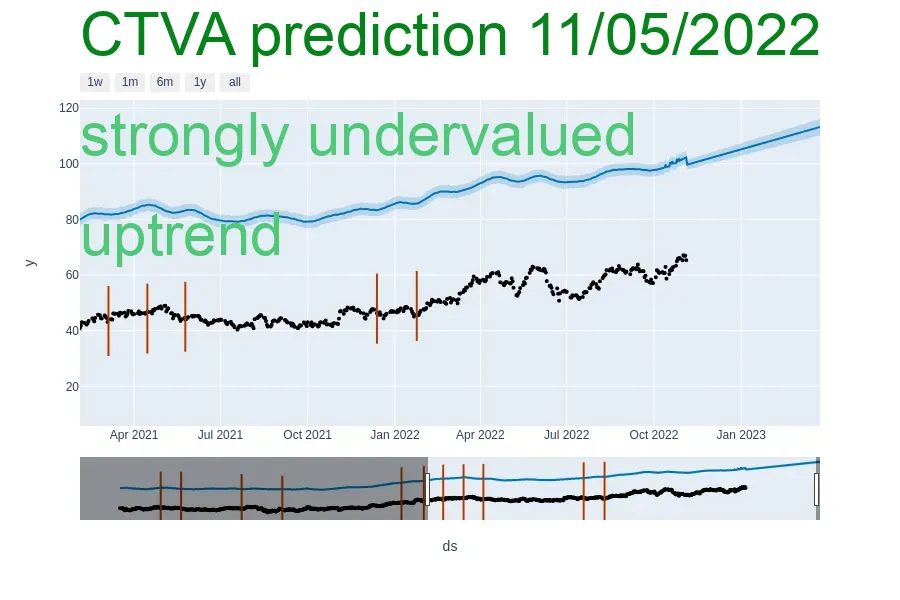 CTVA prediction 11/05/2022
1w 1m 6m 1y all
120
strongly undervalued
100
80
uptrend
y
60
40
20
Apr 2021 Jul 2021 Oct 2021 Jan 2022 Apr 2022 Jul 2022 Oct 2022 Jan 2023
ds